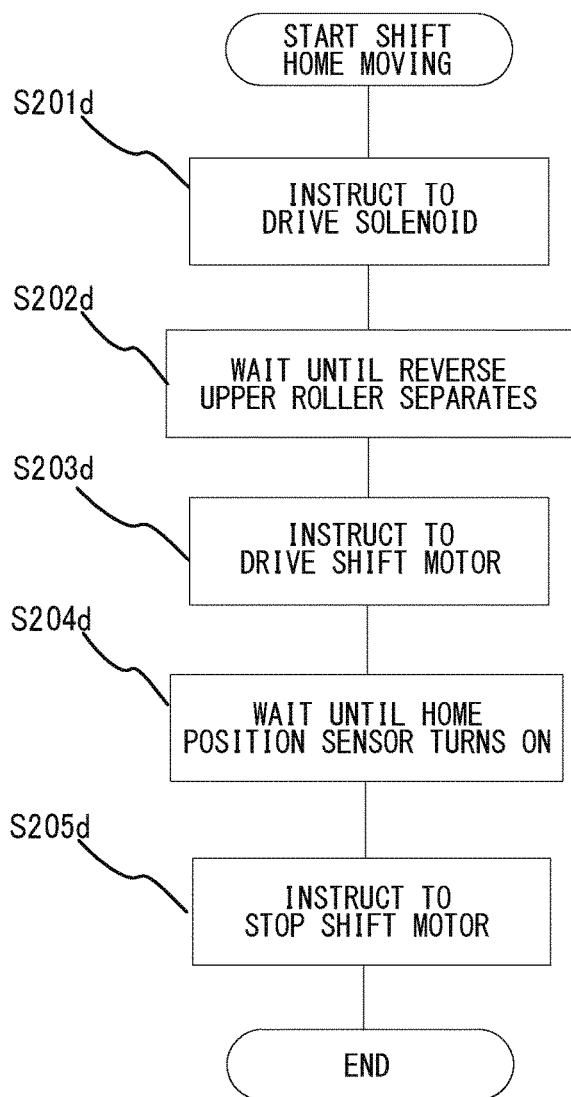 START SHIFT
HOME MOVING
S201d
INSTRUCT TO
DRIVE SOLENOID
S202d
WAIT UNTIL REVERSE
UPPER ROLLER SEPARATES
S203d
INSTRUCT TO
DRIVE SHIFT MOTOR
S204d
WAIT UNTIL HOME
POSITION SENSOR TURNS ON
S205d
INSTRUCT TO
STOP SHIFT MOTOR
END